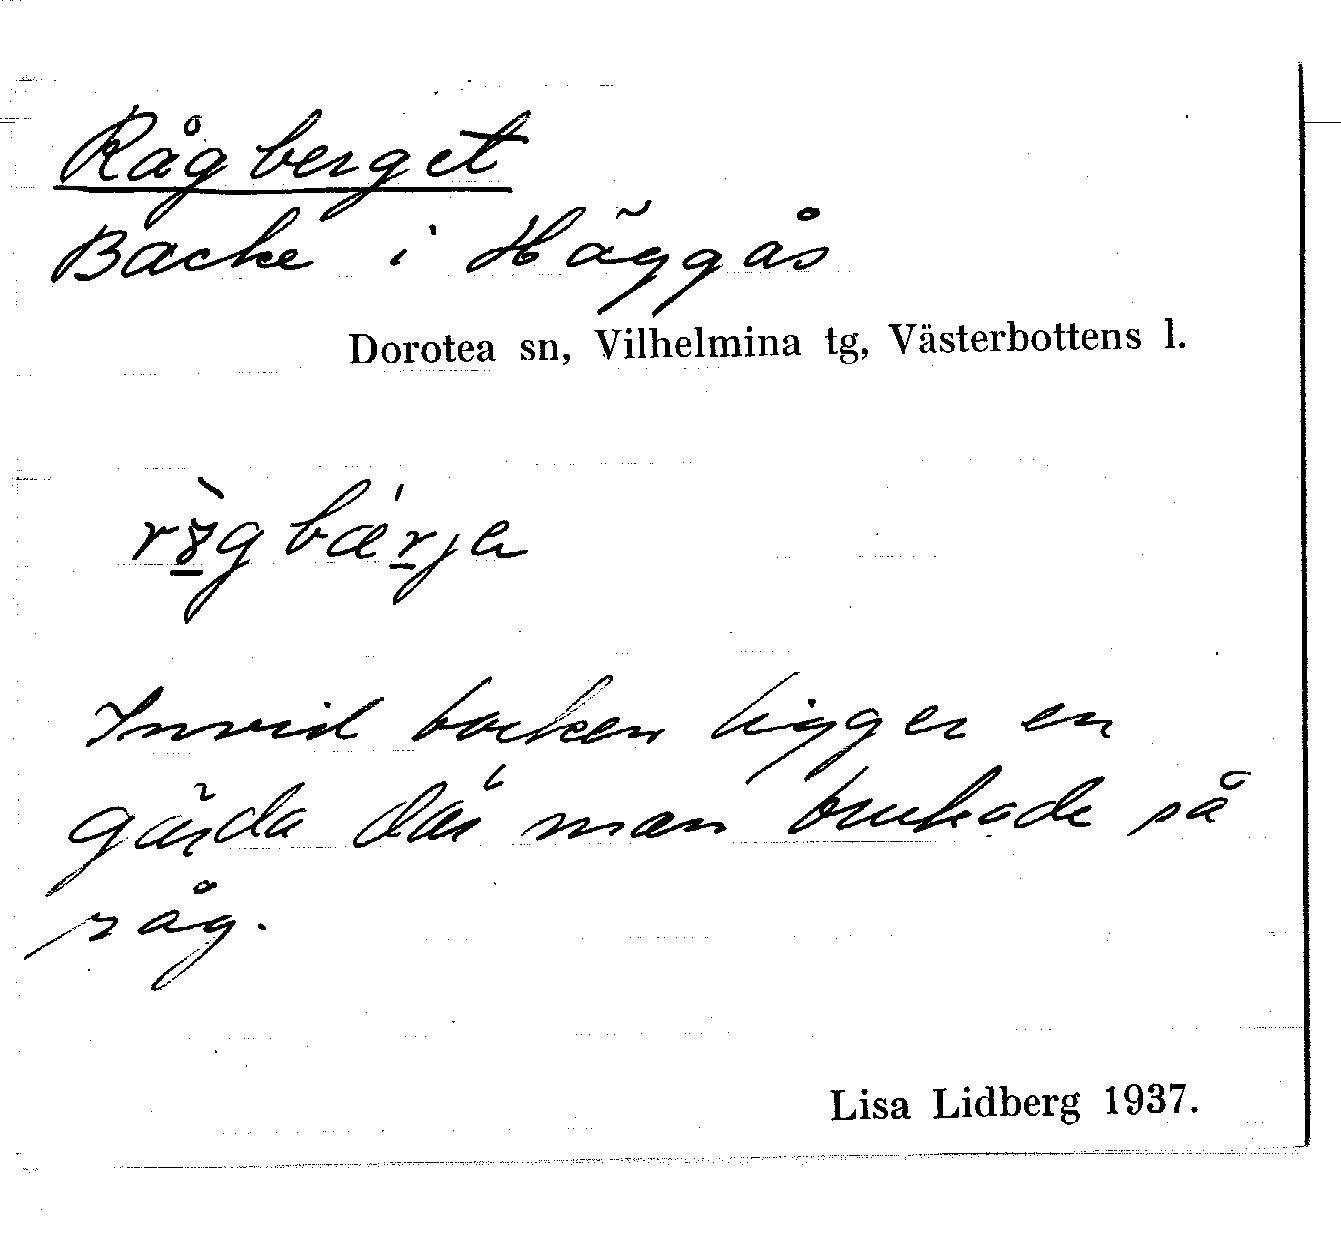 Rågberget
Backe i Häggås
Dorotea sn, Vilhelmina tg, Västerbottens l.
Invid backen ligger en
gärda där man brukade så
råg.
Lisa Lidberg 1937.